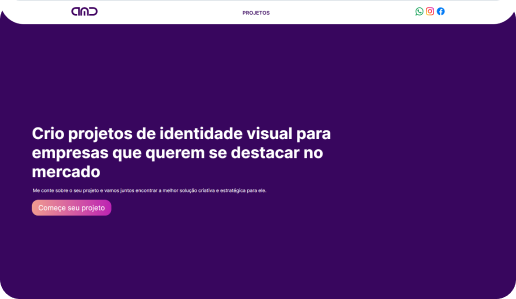 amd
PROJETOS
Crio projetos de identidade visual para
empresas que querem se destacar no
mercado
Me conte sobre o seu projeto e vamos juntos encontrar a melhor solução criativa e estratégica para ele.
Começe seu projeto